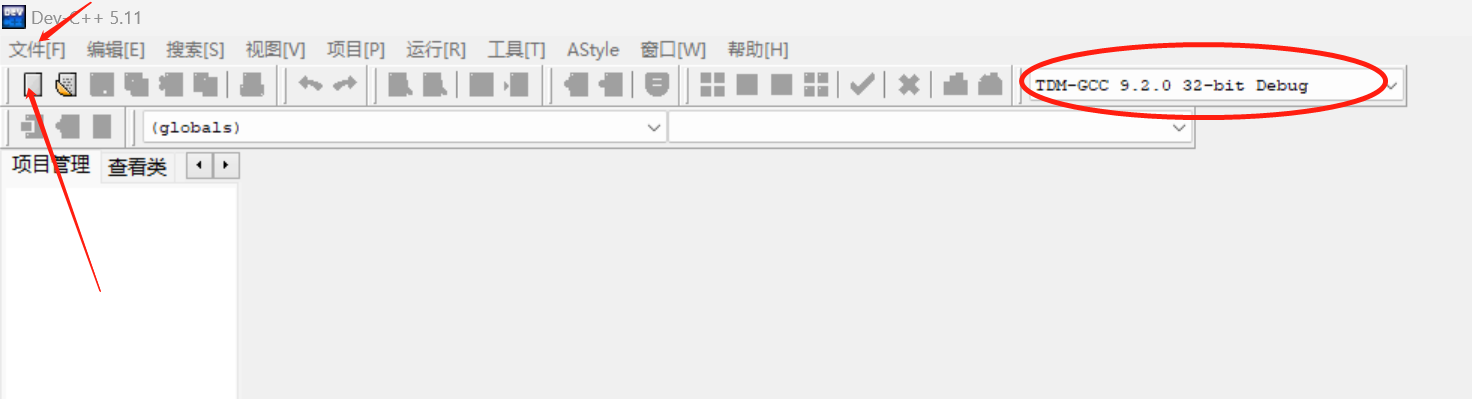 Dev-C++ 5.11
文件[F] 编辑[E] 搜索[S] 视图[V] 项目[P] 运行[R] 工具[T] AStyle 窗口[W] 帮助[H]
TDM-GCC 9.2.0 32-bit Debug
(globals)
项目管理 查看类